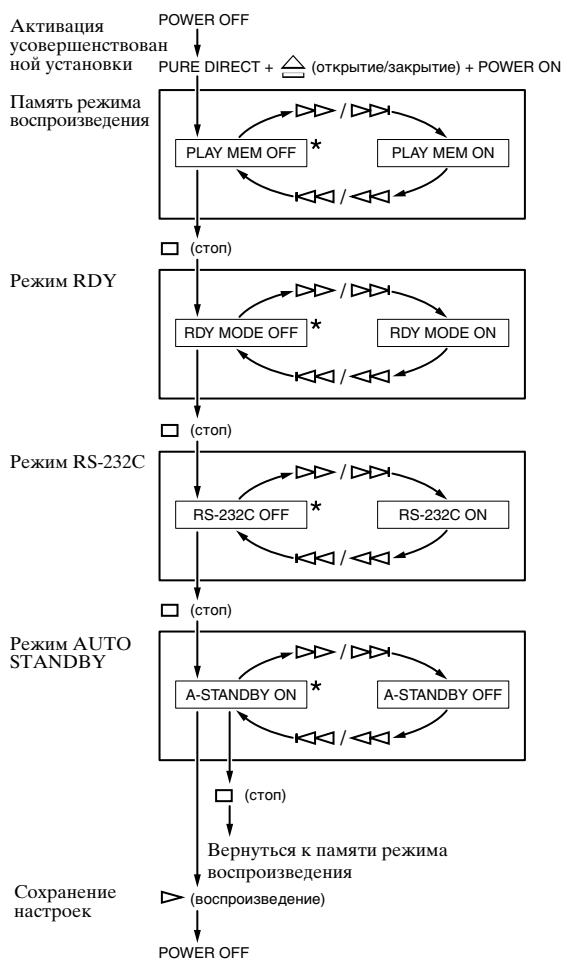 POWER OFF
Активация
усовершенствован
ной установки
PURE DIRECT + (открытие/закрытие) + POWER ON
Память режима
воспроизведения
/
PLAY MEM OFF * PLAY MEM ON
/
(стоп)
Режим RDY
/
RDY MODE OFF * RDY MODE ON
/
(стоп)
Режим RS-232C
/
RS-232C OFF * RS-232C ON
/
(стоп)
Режим AUTO
STANDBY
/
A-STANDBY ON * A-STANDBY OFF
/
(стоп)
Вернуться к памяти режима
воспроизведения
Сохранение
настроек
(воспроизведение)
POWER OFF